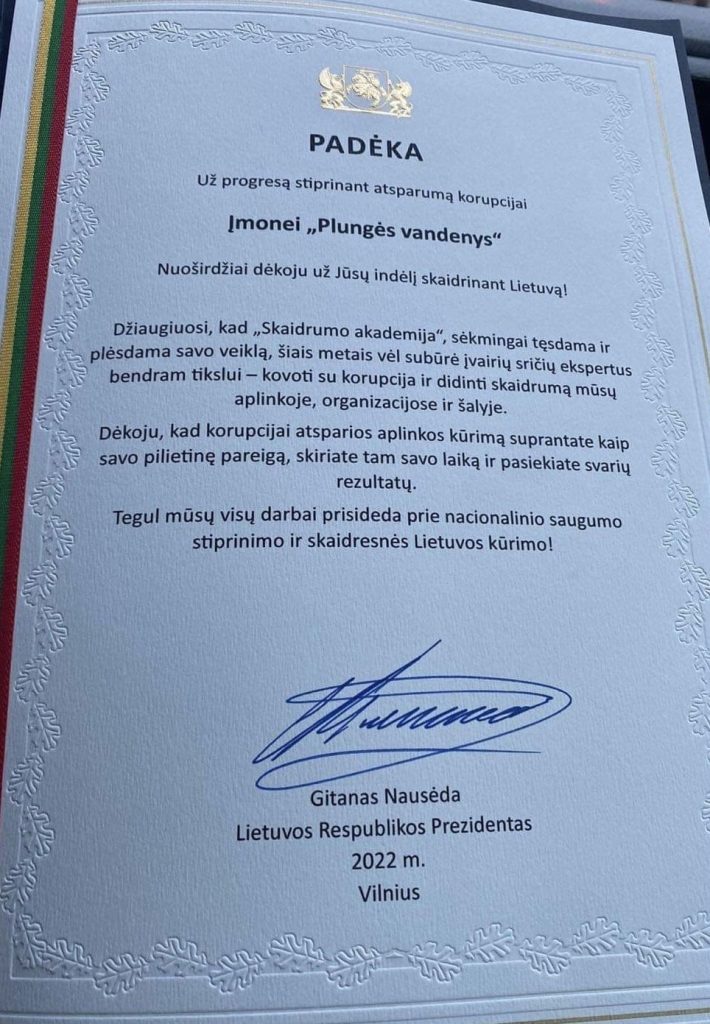 PADĖKA
Už progresą stiprinant atsparumą korupcijai
Įmonei „Plungės vandenys“
Nuoširdžiai dėkoju už Jūsų indėlį skaidrinant Lietuvą!
Džiaugiuosi, kad „Skaidrumo akademija“, sėkmingai tęsdama ir
plėsdama savo veiklą, šiais metais vėl subūrė įvairių sričių ekspertus
bendram tikslui – kovoti su korupcija ir didinti skaidrumą mūsų
aplinkoje, organizacijose ir šalyje.
Dėkoju, kad korupcijai atsparios aplinkos kūrimą suprantate kaip
savo pilietinę pareigą, skiriate tam savo laiką ir pasiekiate svarių
rezultatų.
Tegul mūsų visų darbai prisideda prie nacionalinio saugumo
stiprinimo ir skaidresnės Lietuvos kūrimo!
Gitanas Nausėda
Lietuvos Respublikos Prezidentas
2022 m.
Vilnius